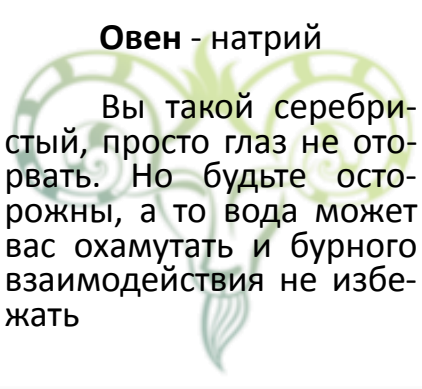 Овен - натрий
Вы такой серебри-
стый, просто глаз не ото-
рвать. Но будьте осто-
рожны, а то вода может
вас охамутать и бурного
взаимодействия не избе-
жать